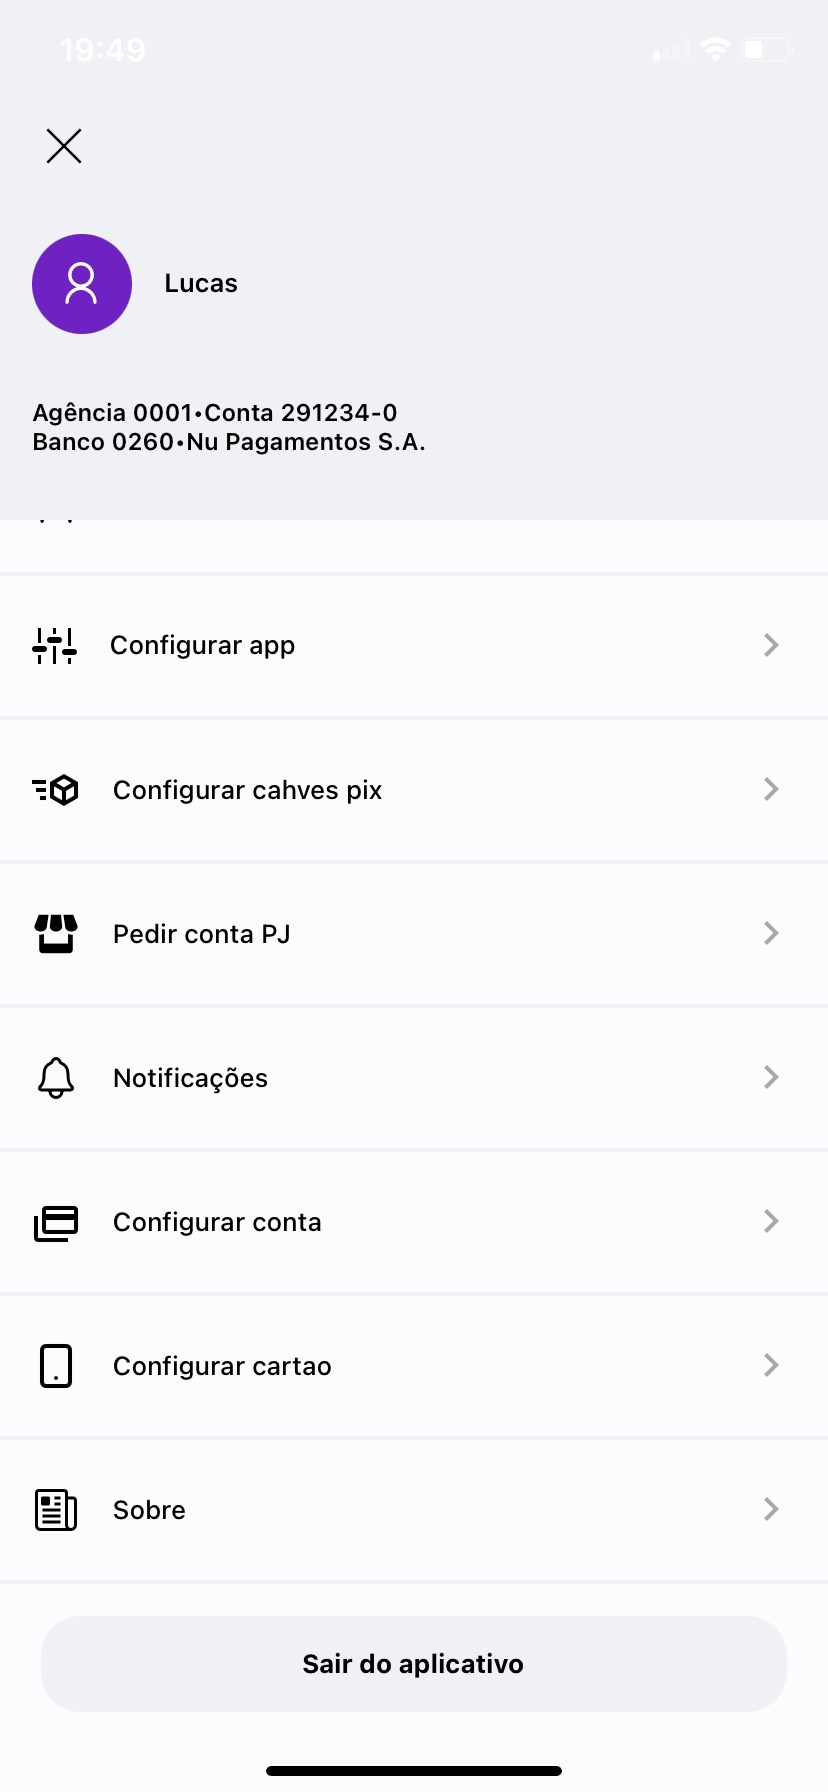 19:49
Lucas
Agência 0001•Conta 291234-0
Banco 0260•Nu Pagamentos S.A.
Configurar app
Configurar cahves pix
Pedir conta PJ
Notificações
Configurar conta
Configurar cartao
Sobre
Sair do aplicativo